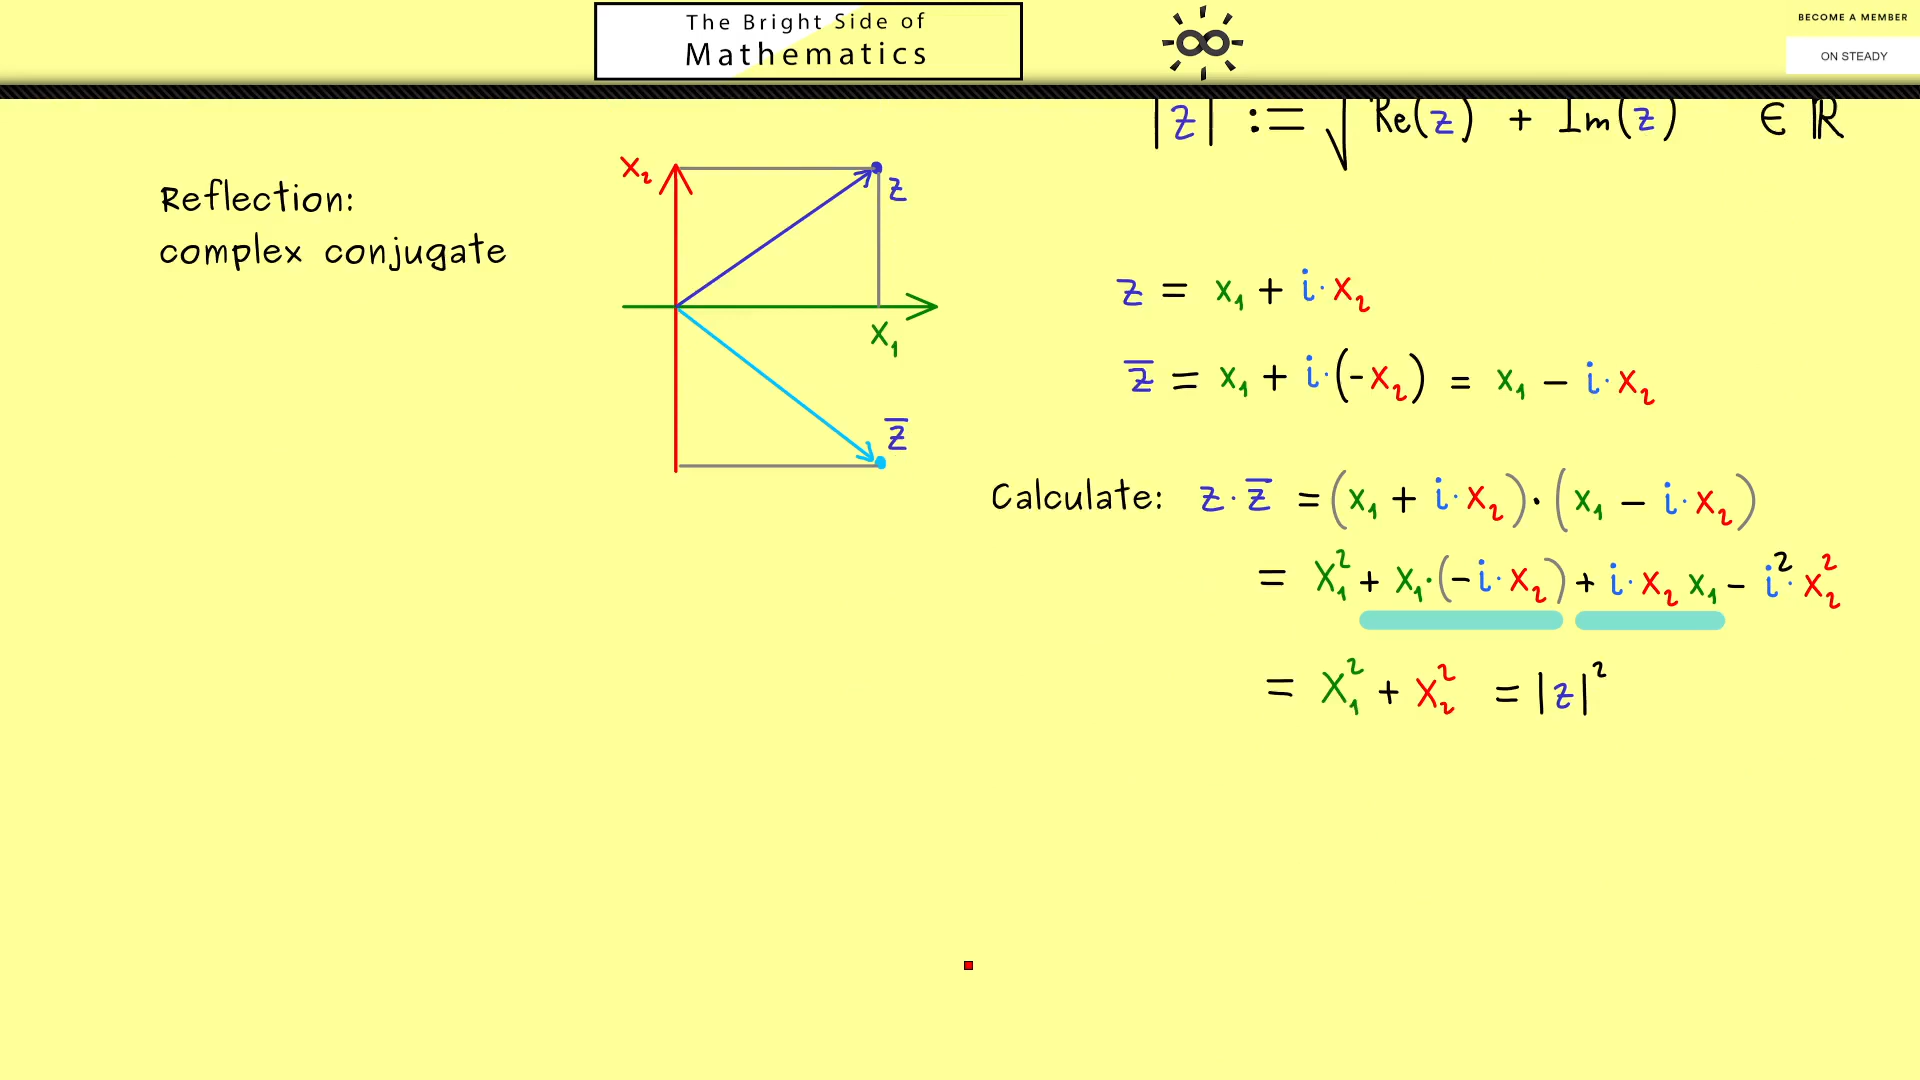 The Bright Side of
Mathematics
BECOME A MEMBER
ON STEADY
|z| := √ Re(z) + Im(z) ∈ ℝ
Reflection:
complex conjugate
x₂
z
x₁
z̅
z = x₁ + i·x₂
z̅ = x₁ + i·(-x₂) = x₁ − i·x₂
Calculate: z·z̅ = (x₁ + i·x₂)·(x₁ − i·x₂)
= x₁² + x₁·(−i·x₂) + i·x₂ x₁ − i²·x₂²
= x₁² + x₂² = |z|²